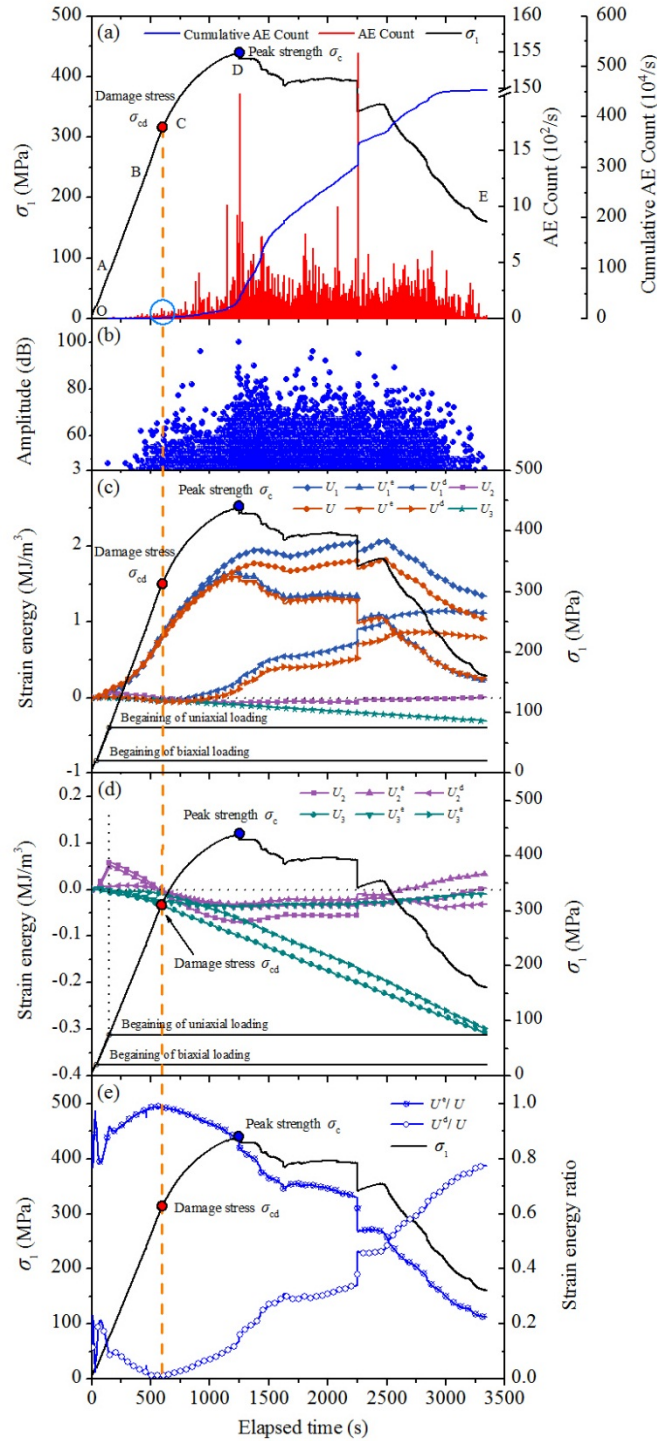 (a)
Cumulative AE Count
AE Count
σ1
500
400
300
200
100
0
σ1 (MPa)
Peak strength σc
D
Damage stress
σcd
C
B
A
O
E
160
155
150
15
10
5
0
AE Count (10²/s)
600
500
400
300
200
100
0
Cumulative AE Count (10⁴/s)
(b)
100
80
60
3
Amplitude (dB)
(c)
Peak strength σc
U1 U1ᵉ U1ᵈ U2
U Uᵉ Uᵈ U3
Damage stress
σcd
2
1
0
-1
Strain energy (MJ/m³)
500
400
300
200
100
0
σ1 (MPa)
Begaining of uniaxial loading
Begaining of biaxial loading
(d)
Peak strength σc
U2 U2ᵉ U2ᵈ
U3 U3ᵉ U3ᵉ
0.2
0.1
0.0
-0.1
-0.2
-0.3
-0.4
Strain energy (MJ/m³)
500
400
300
200
100
0
σ1 (MPa)
Damage stress σcd
Begaining of uniaxial loading
Begaining of biaxial loading
(e)
Uᵉ/ U
Uᵈ/ U
σ1
Peak strength σc
Damage stress σcd
500
400
300
200
100
0
σ1 (MPa)
1.0
0.8
0.6
0.4
0.2
0.0
Strain energy ratio
0 500 1000 1500 2000 2500 3000 3500
Elapsed time (s)